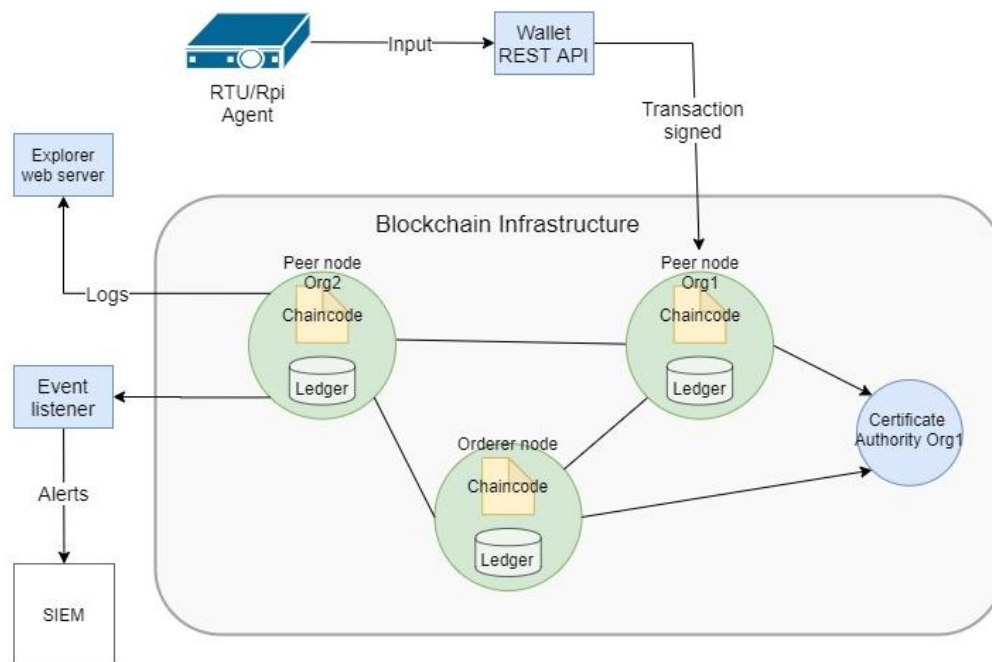 Input
Wallet
REST API
RTU/Rpi
Agent
Transaction
signed
Explorer
web server
Blockchain Infrastructure
Peer node
Org2
Chaincode
Ledger
Peer node
Org1
Chaincode
Ledger
Logs
Event
listener
Certificate
Authority Org1
Orderer node
Chaincode
Ledger
Alerts
SIEM